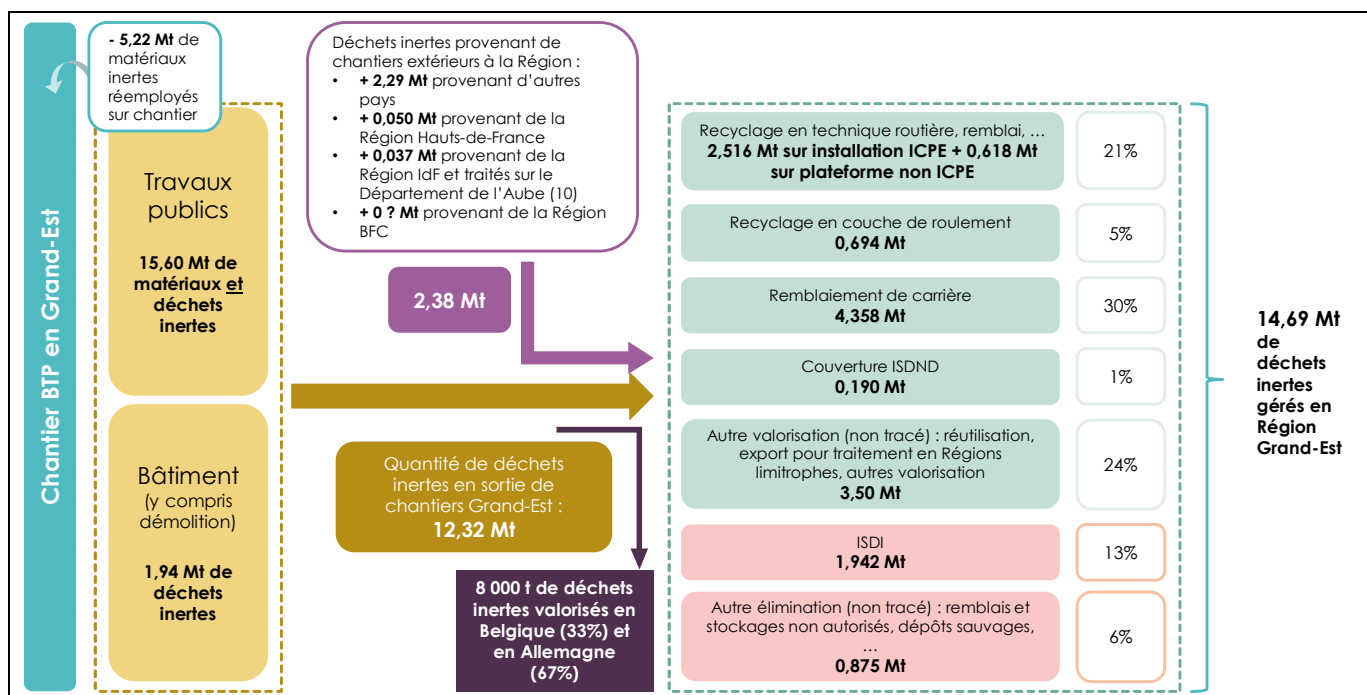 Chantier BTP en Grand-Est
- 5,22 Mt de
matériaux
inertes
réemployés
sur chantier
Travaux
publics
15,60 Mt de
matériaux et
déchets
inertes
Bâtiment
(y compris
démolition)
1,94 Mt de
déchets
inertes
Déchets inertes provenant de
chantiers extérieurs à la Région :
• + 2,29 Mt provenant d’autres
pays
• + 0,050 Mt provenant de la
Région Hauts-de-France
• + 0,037 Mt provenant de la
Région IdF et traités sur le
Département de l’Aube (10)
• + 0 ? Mt provenant de la Région
BFC
2,38 Mt
Quantité de déchets
inertes en sortie de
chantiers Grand-Est :
12,32 Mt
8 000 t de déchets
inertes valorisés en
Belgique (33%) et
en Allemagne
(67%)
Recyclage en technique routière, remblai, …
2,516 Mt sur installation ICPE + 0,618 Mt
sur plateforme non ICPE
21%
Recyclage en couche de roulement
0,694 Mt
5%
Remblaiement de carrière
4,358 Mt
30%
Couverture ISDND
0,190 Mt
1%
Autre valorisation (non tracé) : réutilisation,
export pour traitement en Régions
limitrophes, autres valorisation
3,50 Mt
24%
ISDI
1,942 Mt
13%
Autre élimination (non tracé) : remblais et
stockages non autorisés, dépôts sauvages,
…
0,875 Mt
6%
14,69 Mt
de
déchets
inertes
gérés en
Région
Grand-Est